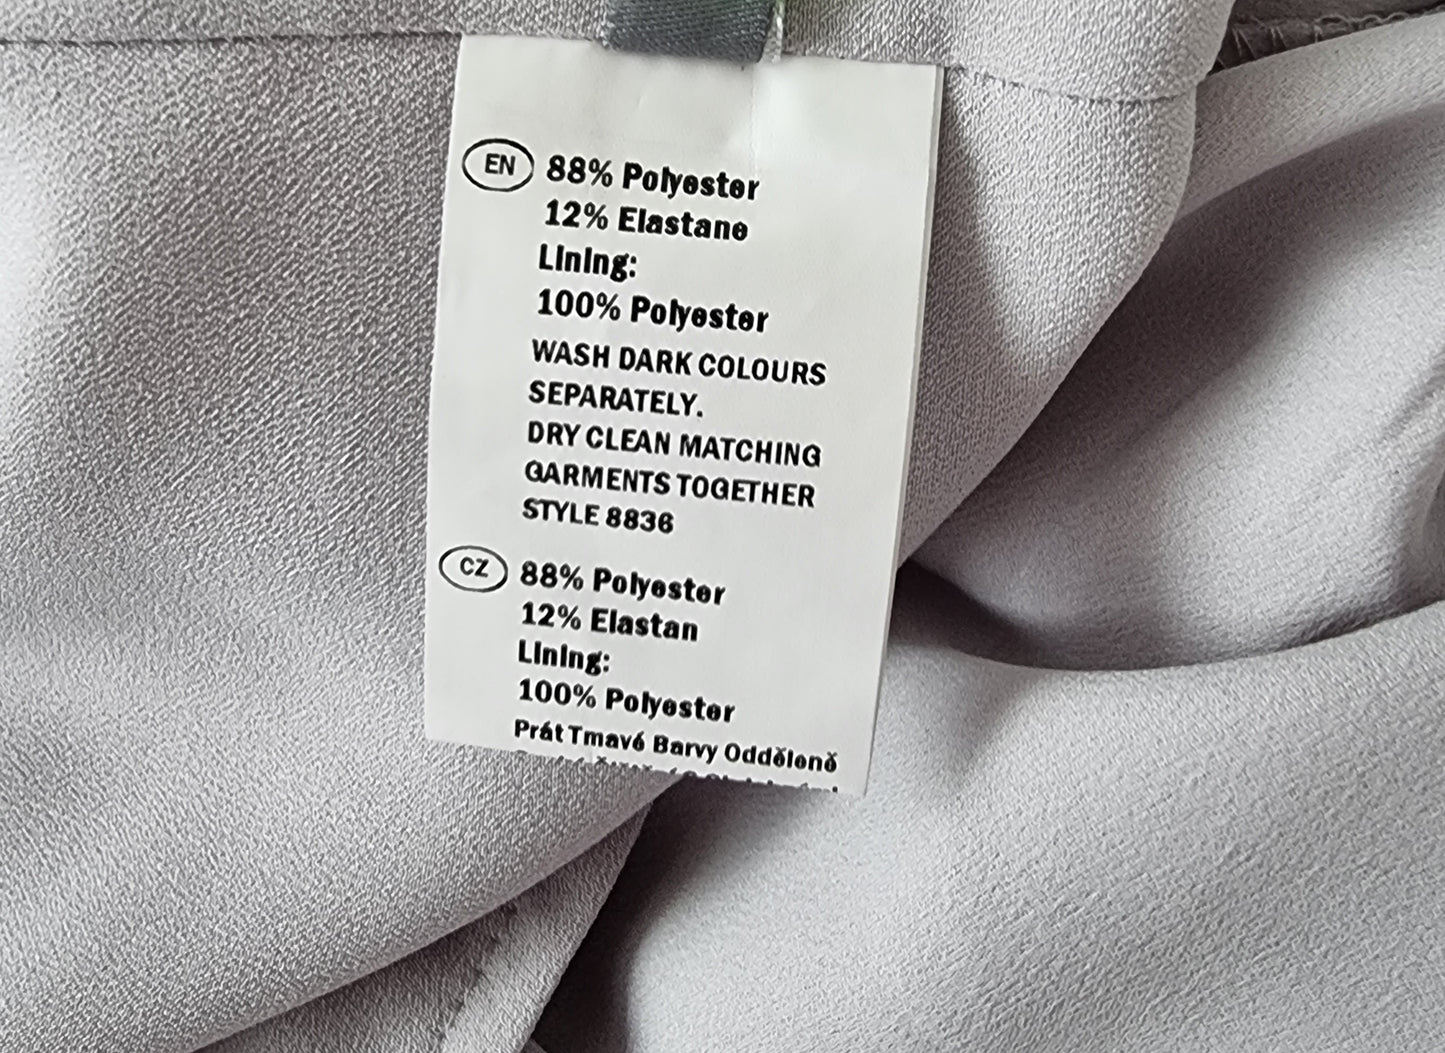 EN 88% Polyester
12% Elastane
Lining:
100% Polyester
WASH DARK COLOURS
SEPARATELY.
DRY CLEAN MATCHING
GARMENTS TOGETHER
STYLE 8836
CZ 88% Polyester
12% Elastan
Lining:
100% Polyester
Prát Tmavé Barvy Odděleně